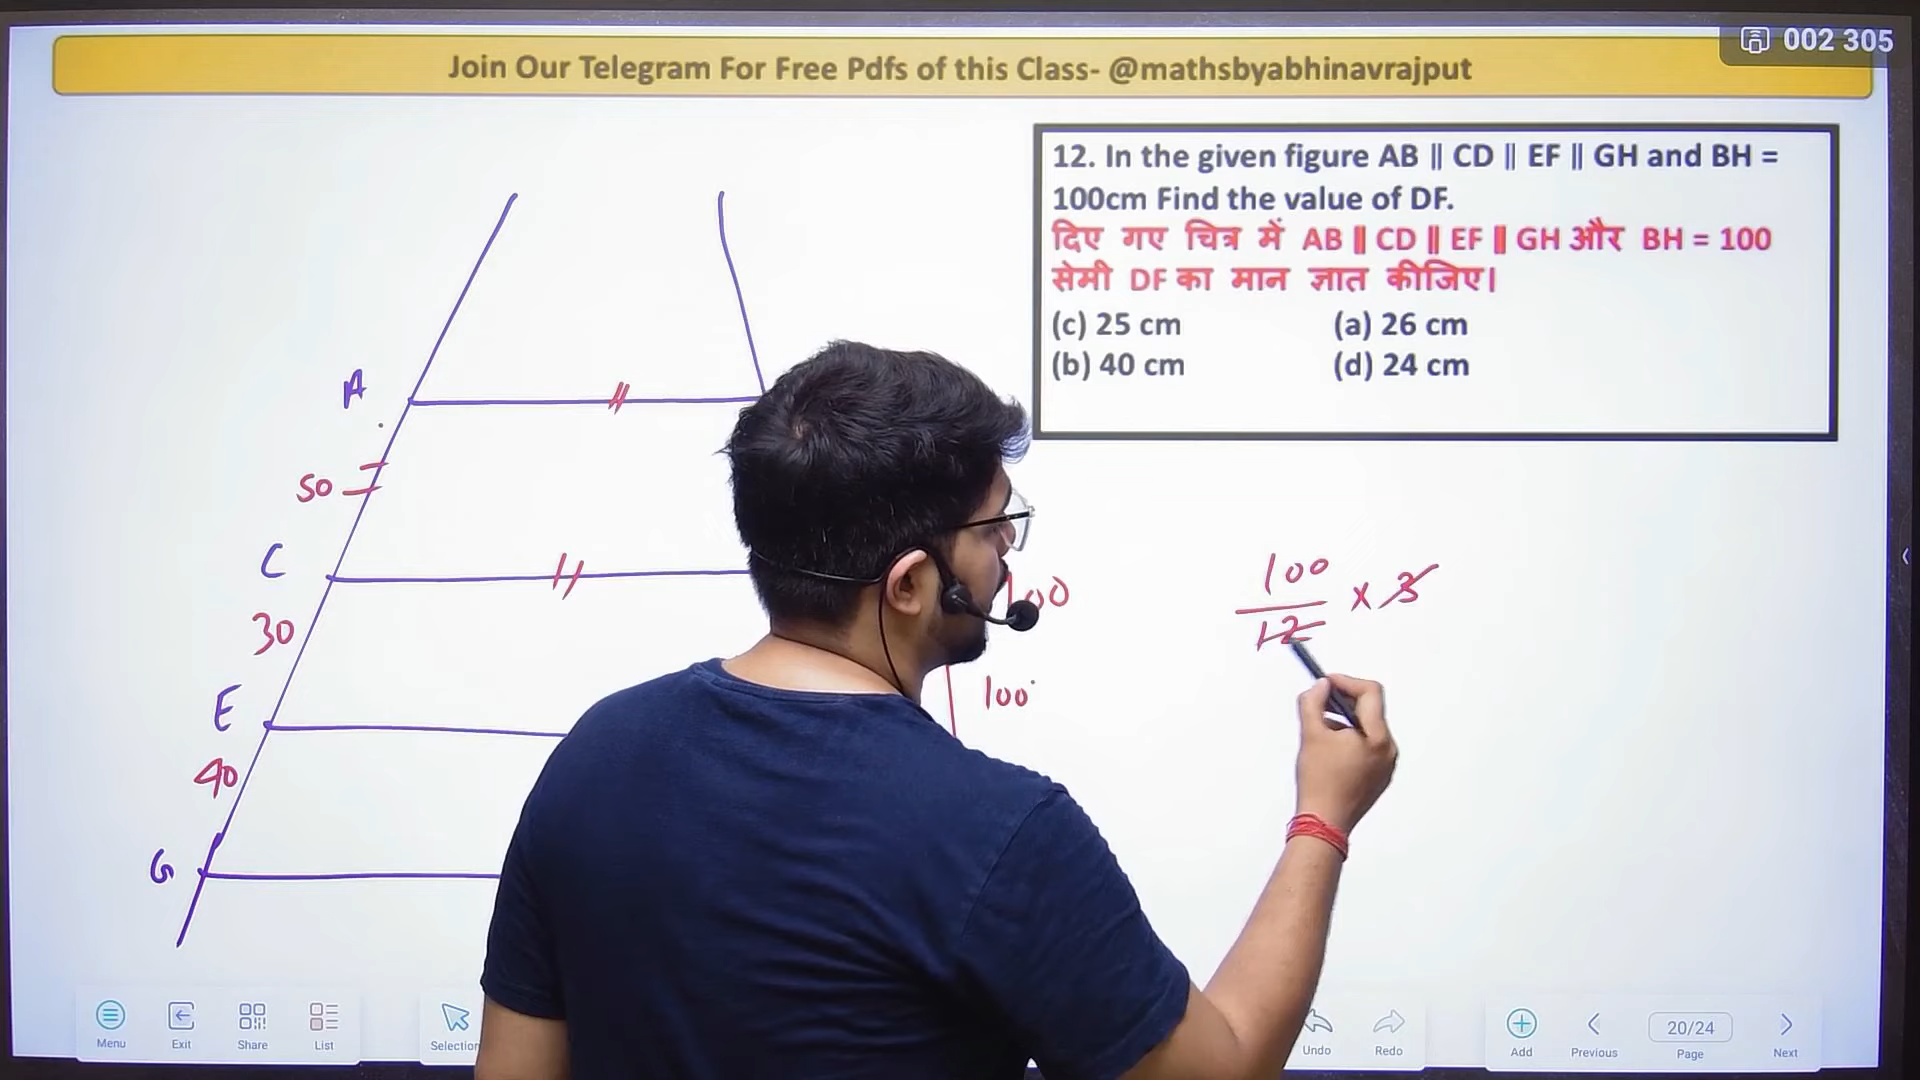 002 305
Join Our Telegram For Free Pdfs of this Class- @mathsbyabhinavrajput
12. In the given figure AB || CD || EF || GH and BH =
100cm Find the value of DF.
दिए गए चित्र में AB || CD || EF || GH और BH = 100
सेमी DF का मान ज्ञात कीजिए।
(c) 25 cm (a) 26 cm
(b) 40 cm (d) 24 cm
A
50
C
30
E
40
G
100
100
100
12
x 3
Menu Exit Share List Selection Undo Redo Add Previous 20/24 Page Next